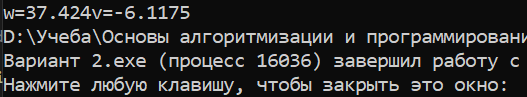 w=37.424v=-6.1175
D:\Учеба\Основы алгоритмизации и программировани
Вариант 2.exe (процесс 16036) завершил работу с
Нажмите любую клавишу, чтобы закрыть это окно: